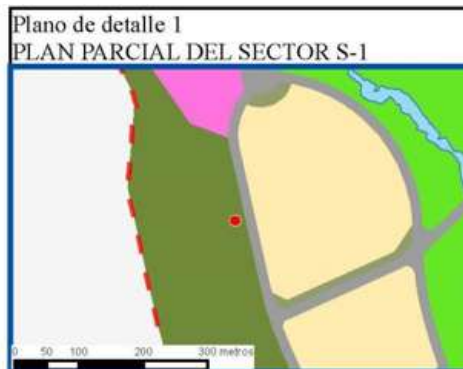 Plano de detalle 1
PLAN PARCIAL DEL SECTOR S-1
0 50 100 200 300 metros